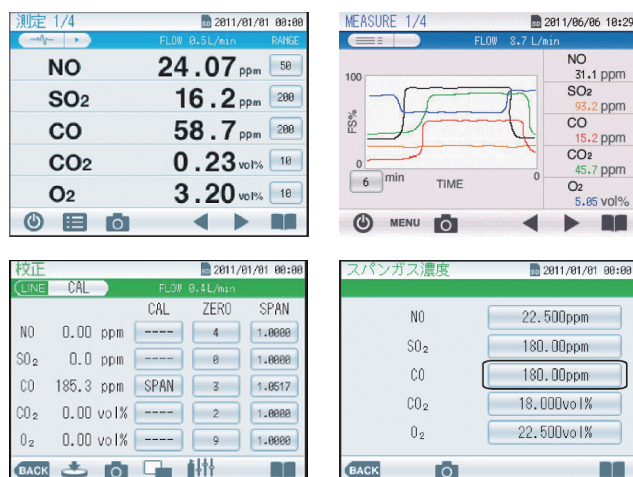 測定 1/4 2011/01/01 00:00
FLOW 0.5L/min RANGE
NO 24.07 ppm 50
SO2 16.2 ppm 200
CO 58.7 ppm 200
CO2 0.23 vol% 10
O2 3.20 vol% 10
MEASURE 1/4 2011/06/06 10:29
FLOW 8.7 L/min
100
FS%
0
6 min TIME 0
NO
31.1 ppm
SO2
93.2 ppm
CO
15.2 ppm
CO2
45.7 ppm
O2
5.05 vol%
MENU
校正 2011/01/01 00:00
LINE CAL FLOW 0.4L/min
CAL ZERO SPAN
NO 0.00 ppm ---- 4 1.0000
SO2 0.0 ppm ---- 0 1.0000
CO 185.3 ppm SPAN 3 1.0517
CO2 0.00 vol% ---- 2 1.0000
O2 0.00 vol% ---- 9 1.0000
BACK
スパンガス濃度 2011/01/01 00:00
NO 22.500ppm
SO2 180.00ppm
CO 180.00ppm
CO2 18.000vol%
O2 22.500vol%
BACK